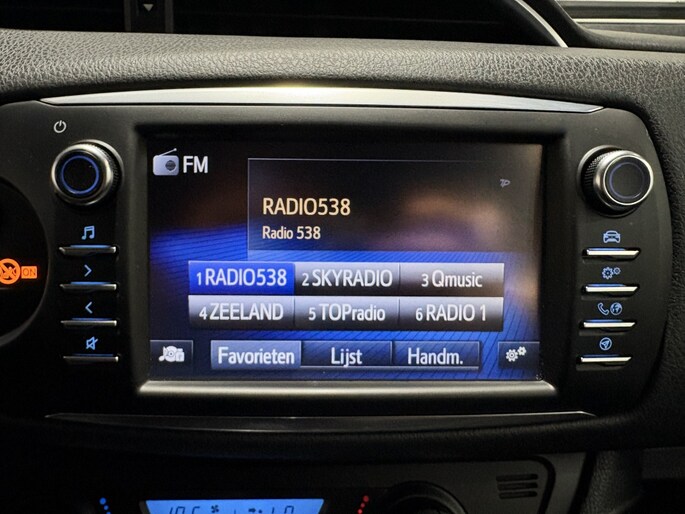 FM
RADIO538
Radio 538
1 RADIO538 2 SKYRADIO 3 Qmusic
4 ZEELAND 5 TOPradio 6 RADIO 1
Favorieten Lijst Handm.
ON